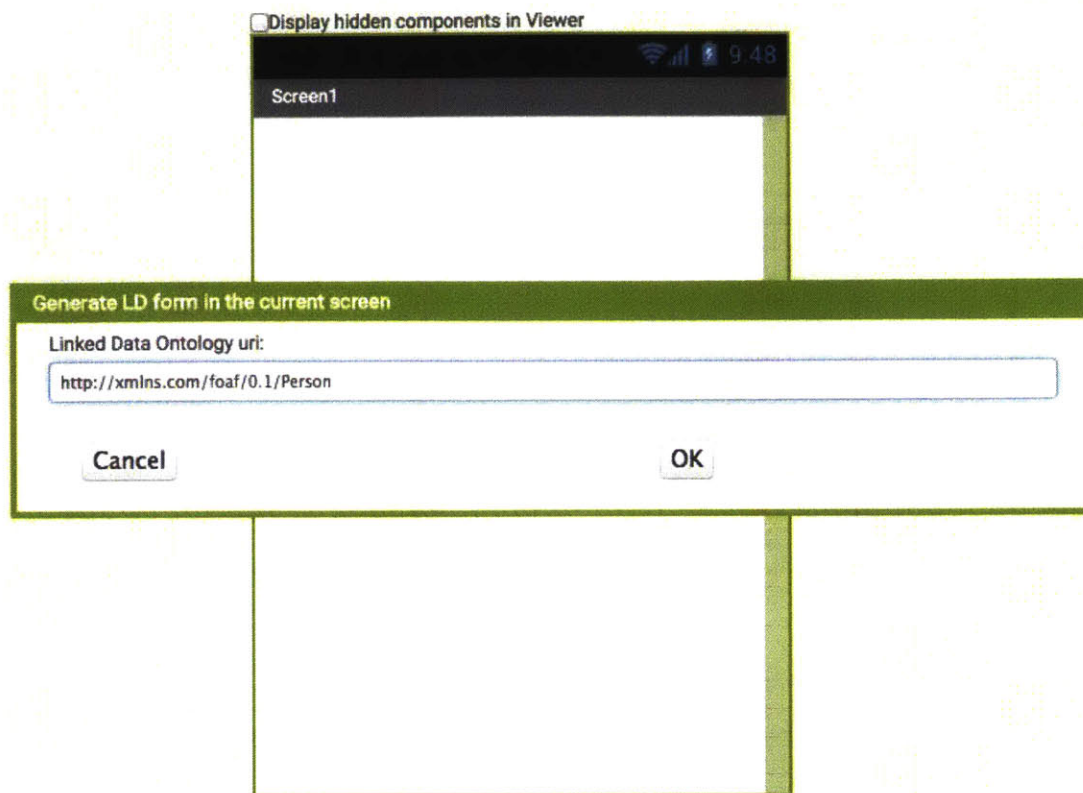 Display hidden components in Viewer
9:48
Screen1
Generate LD form in the current screen
Linked Data Ontology uri:
http://xmlns.com/foaf/0.1/Person
Cancel OK